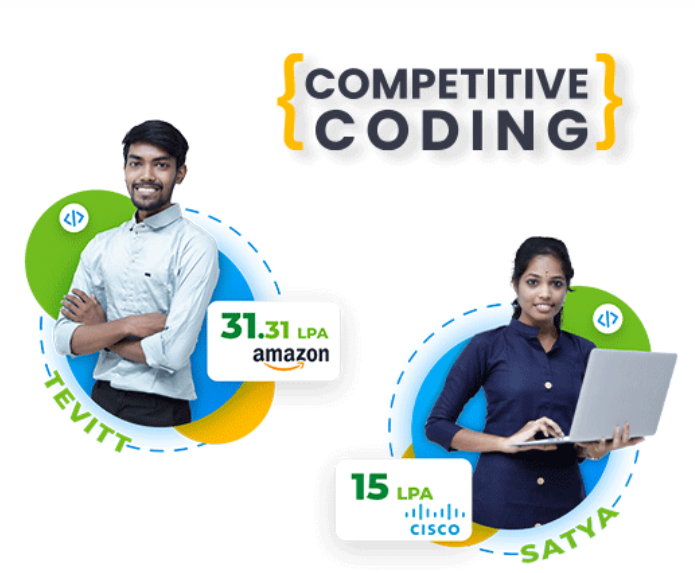 {COMPETITIVE
CODING}
</>
31.31 LPA
amazon
TEVITT
</>
15 LPA
CISCO
SATYA